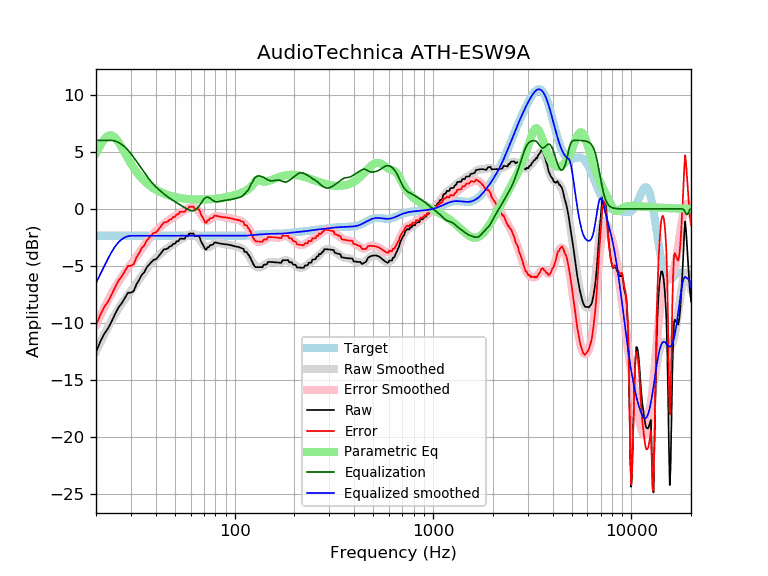 AudioTechnica ATH-ESW9A
10
5
0
−5
−10
−15
−20
−25
Amplitude (dBr)
Target
Raw Smoothed
Error Smoothed
Raw
Error
Parametric Eq
Equalization
Equalized smoothed
100
1000
10000
Frequency (Hz)